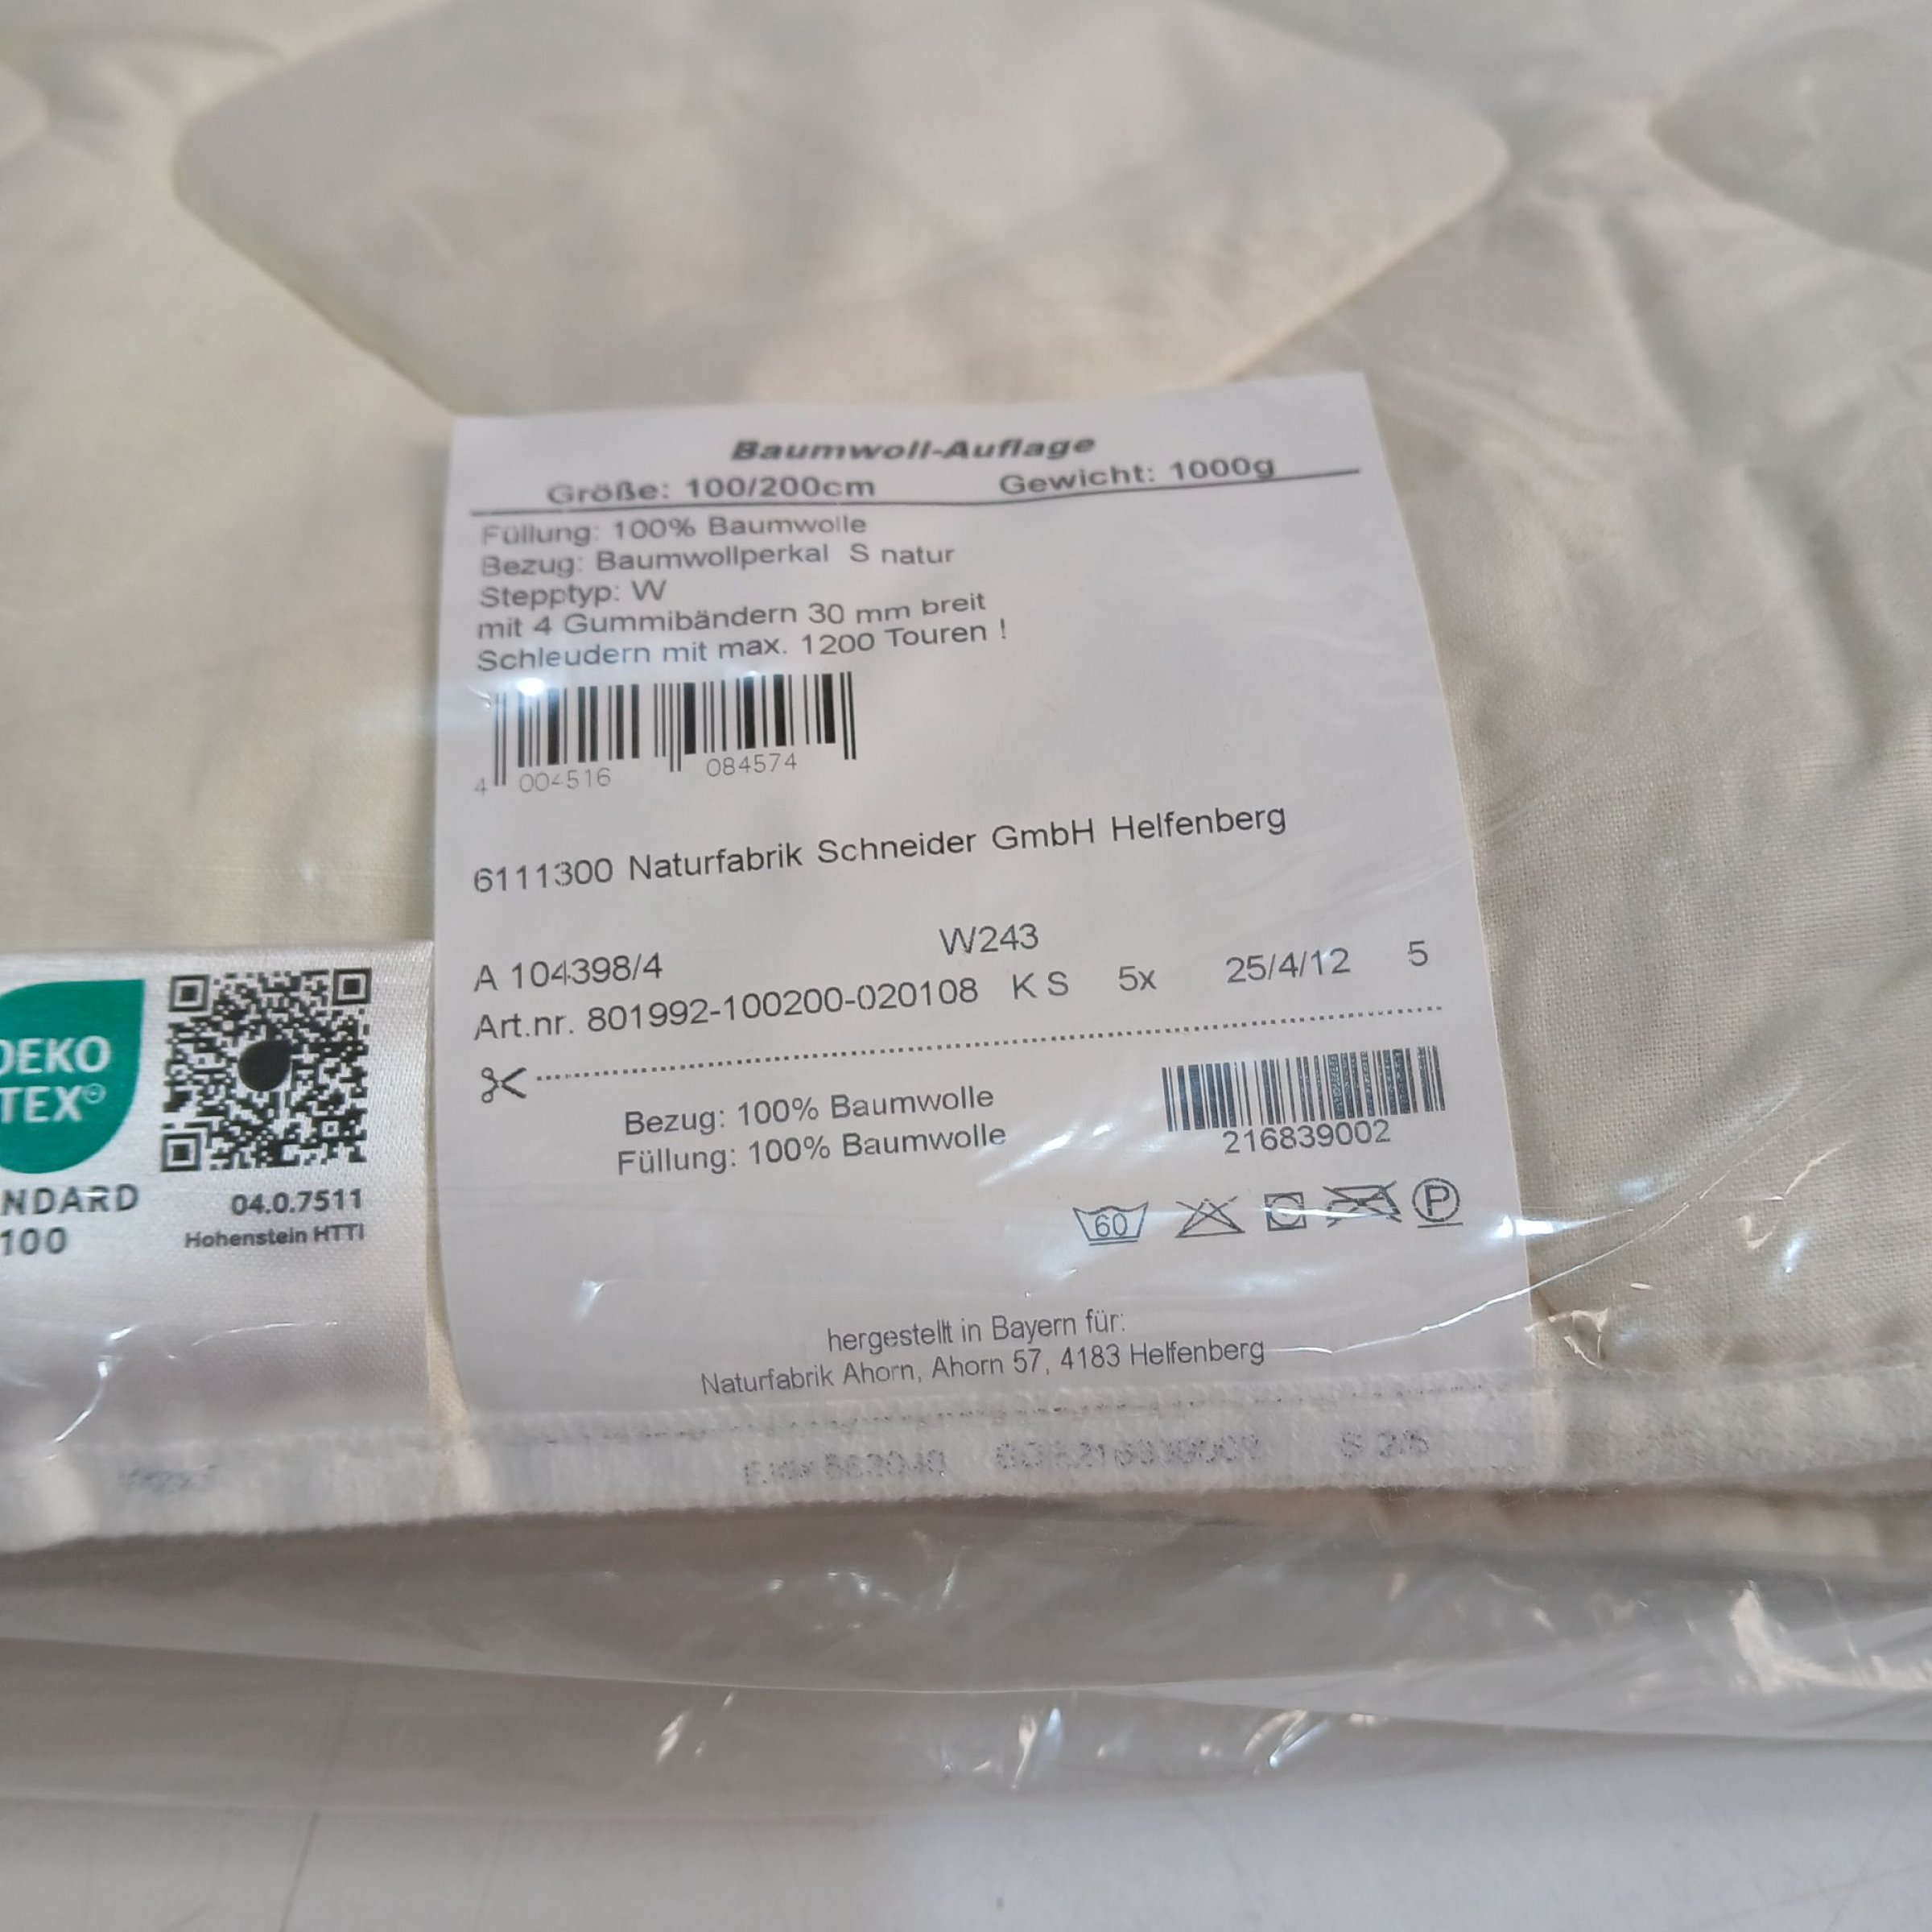 Baumwoll-Auflage
Größe: 100/200cm Gewicht: 1000g
Füllung: 100% Baumwolle
Bezug: Baumwollperkal S natur
Stepptyp: W
mit 4 Gummibändern 30 mm breit
Schleudern mit max. 1200 Touren !
4 004516 084574
6111300 Naturfabrik Schneider GmbH Helfenberg
W243
A 104398/4
Art.nr. 801992-100200-020108 K S 5x 25/4/12 5
Bezug: 100% Baumwolle
Füllung: 100% Baumwolle
216839002
60 P
hergestellt in Bayern für:
Naturfabrik Ahorn, Ahorn 57, 4183 Helfenberg
OEKO
TEX®
NDARD
100
04.0.7511
Hohenstein HTTI